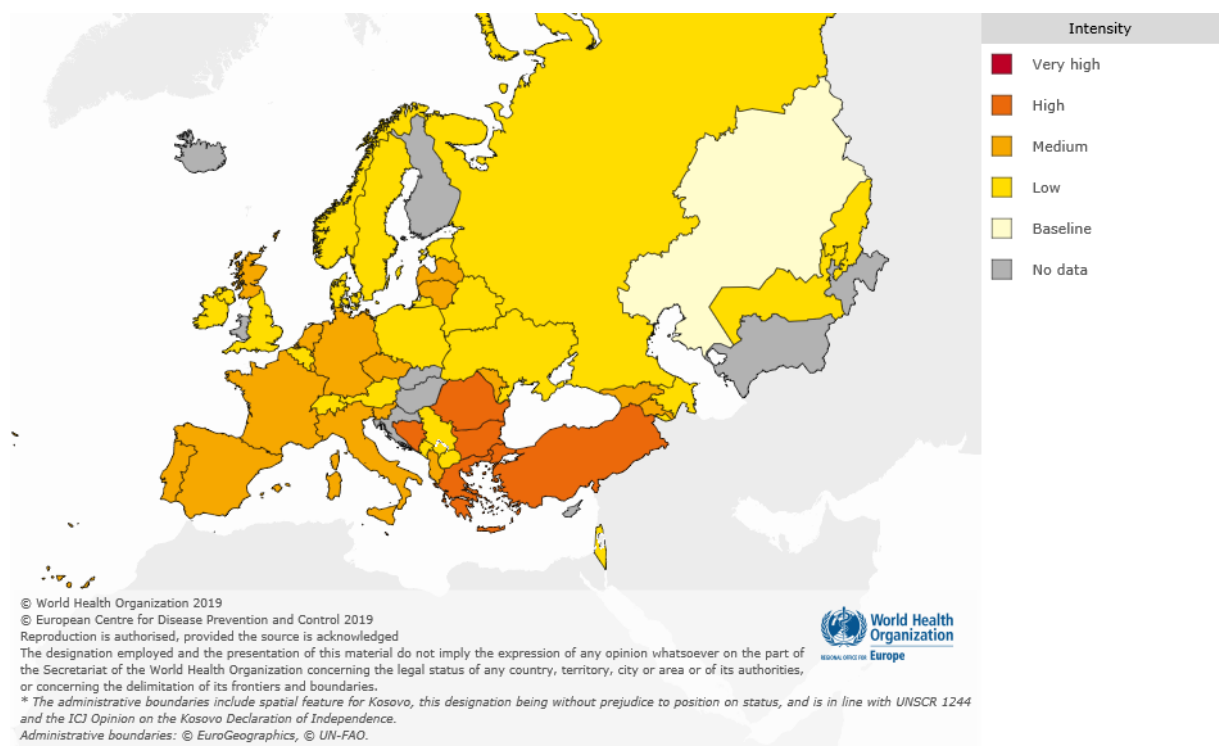 Intensity
Very high
High
Medium
Low
Baseline
No data
© World Health Organization 2019
© European Centre for Disease Prevention and Control 2019
Reproduction is authorised, provided the source is acknowledged
The designation employed and the presentation of this material do not imply the expression of any opinion whatsoever on the part of
the Secretariat of the World Health Organization concerning the legal status of any country, territory, city or area or of its authorities,
or concerning the delimitation of its frontiers and boundaries.
* The administrative boundaries include spatial feature for Kosovo, this designation being without prejudice to position on status, and is in line with UNSCR 1244
and the ICJ Opinion on the Kosovo Declaration of Independence.
Administrative boundaries: © EuroGeographics, © UN-FAO.
World Health
Organization
REGIONAL OFFICE FOR Europe